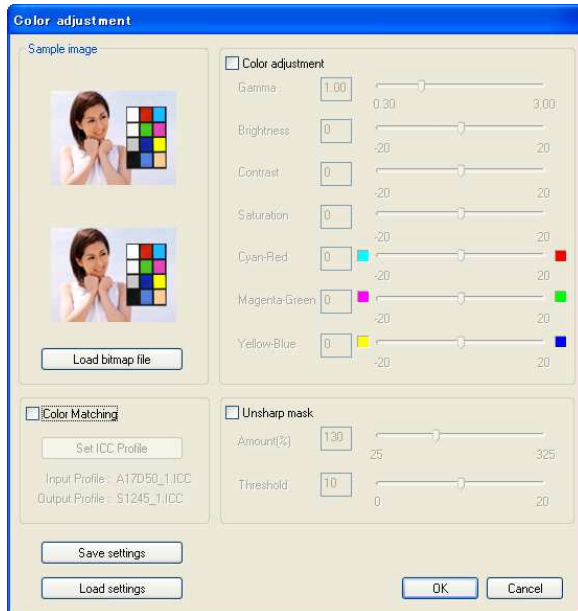 Color adjustment
Sample image
Load bitmap file
Color adjustment
Gamma 1.00
0.30 3.00
Brightness 0
-20 20
Contrast 0
-20 20
Saturation 0
-20 20
Cyan-Red 0
-20 20
Magenta-Green 0
-20 20
Yellow-Blue 0
-20 20
Color Matching
Set ICC Profile
Input Profile : A17D50_1.ICC
Output Profile : S1245_1.ICC
Unsharp mask
Amount(%) 130
25 325
Threshold 10
0 20
Save settings
Load settings
OK Cancel